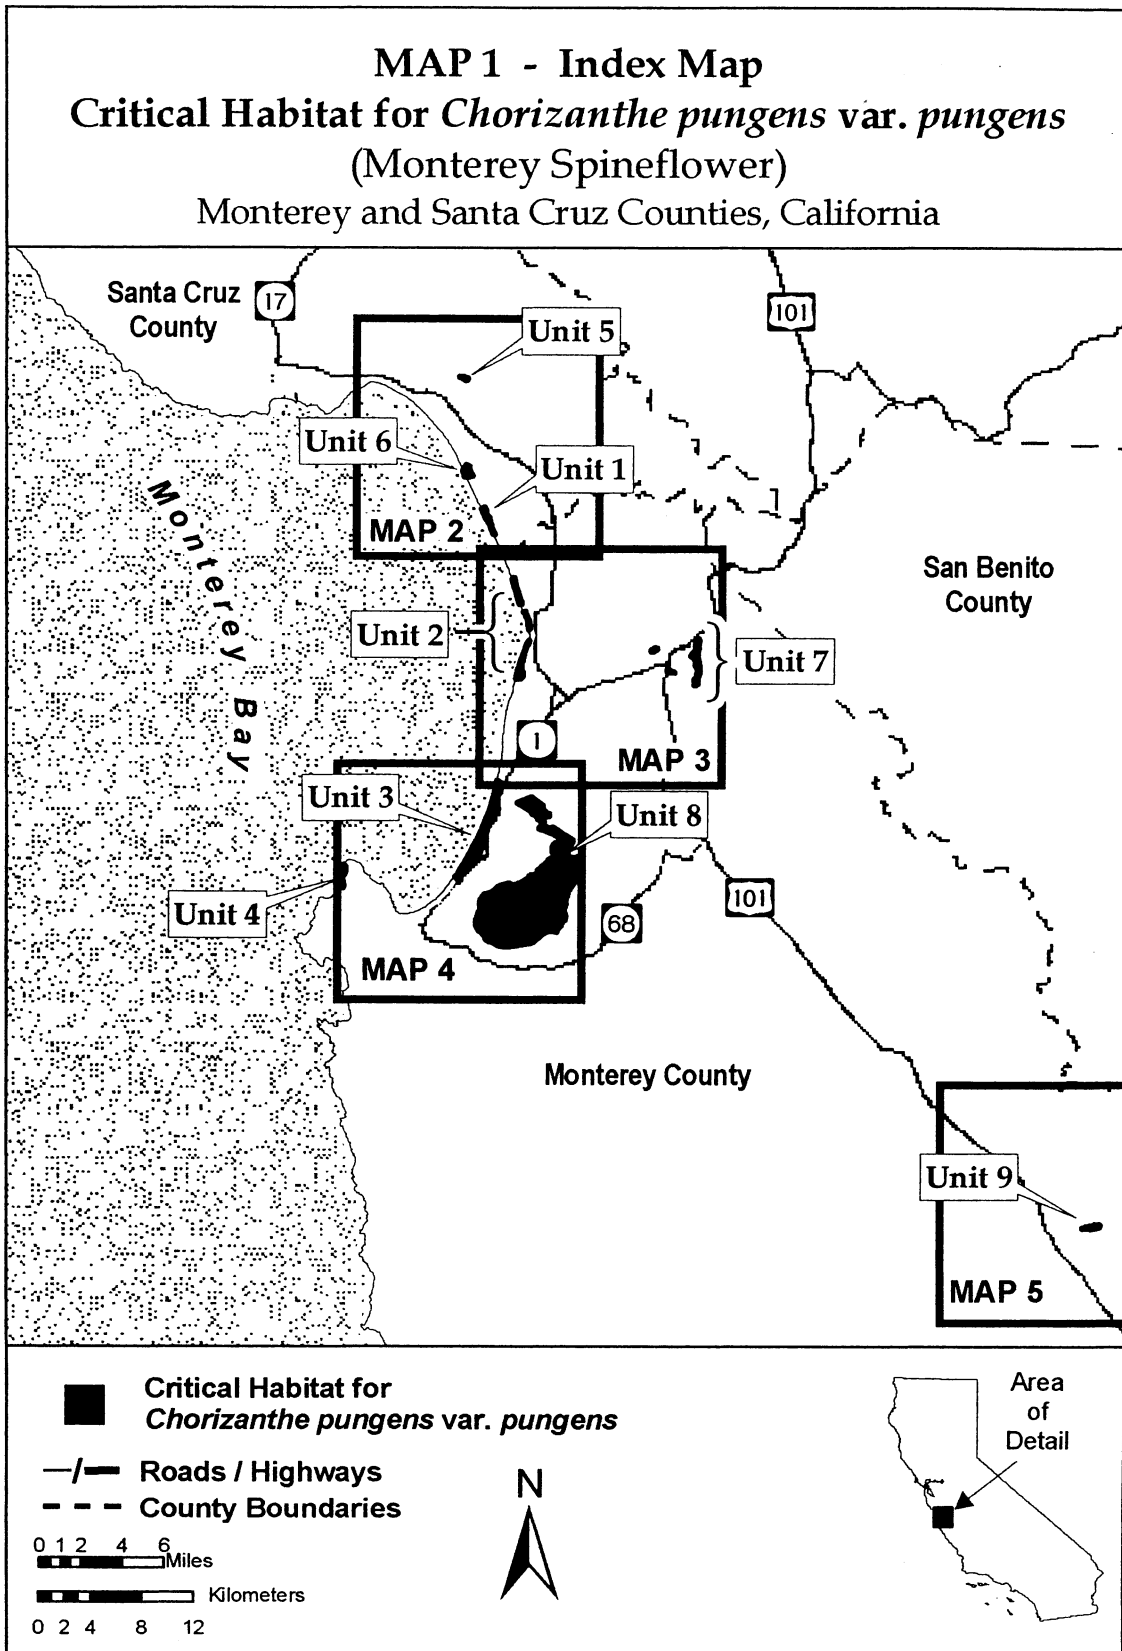 MAP 1 - Index Map
Critical Habitat for Chorizanthe pungens var. pungens
(Monterey Spineflower)
Monterey and Santa Cruz Counties, California
Santa Cruz
County
17
101
Unit 5
Unit 6
Unit 1
MAP 2
Monterey Bay
San Benito
County
Unit 2
Unit 7
1
MAP 3
Unit 3
Unit 8
Unit 4
101
68
MAP 4
Monterey County
Unit 9
MAP 5
Critical Habitat for
Chorizanthe pungens var. pungens
Roads / Highways
County Boundaries
0 1 2 4 6
Miles
Kilometers
0 2 4 8 12
N
Area
of
Detail